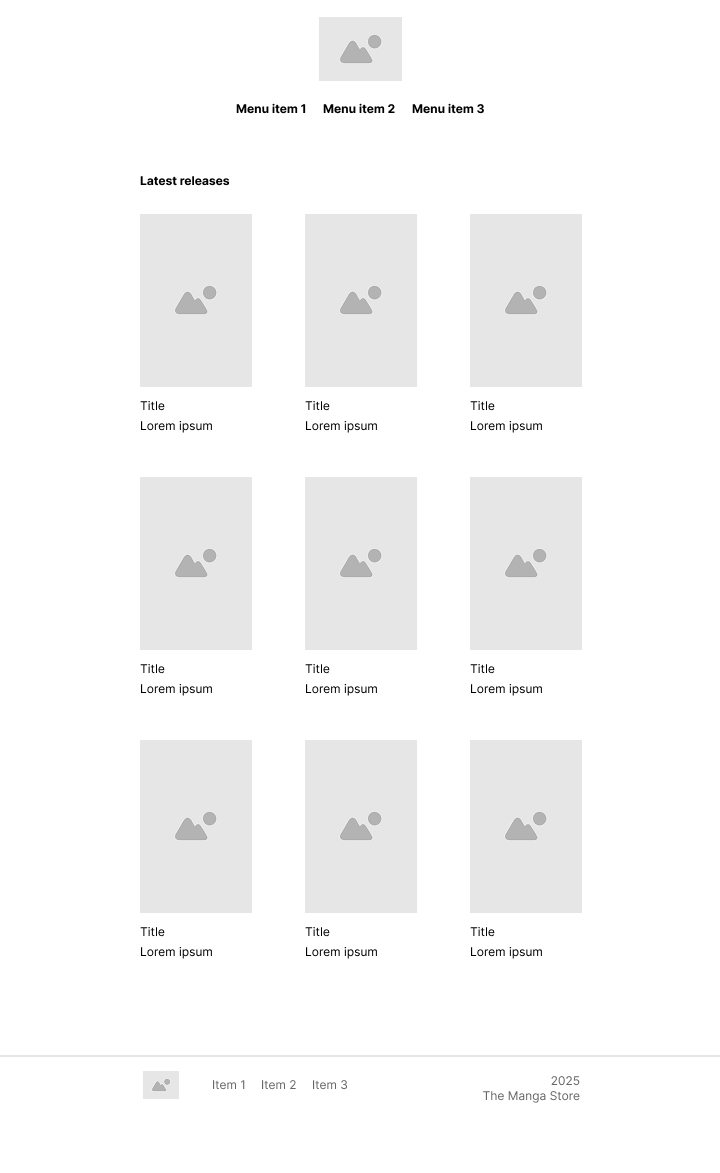 Menu item 1 Menu item 2 Menu item 3
Latest releases
Title Title Title
Lorem ipsum Lorem ipsum Lorem ipsum
Title Title Title
Lorem ipsum Lorem ipsum Lorem ipsum
Title Title Title
Lorem ipsum Lorem ipsum Lorem ipsum
Item 1 Item 2 Item 3
2025
The Manga Store